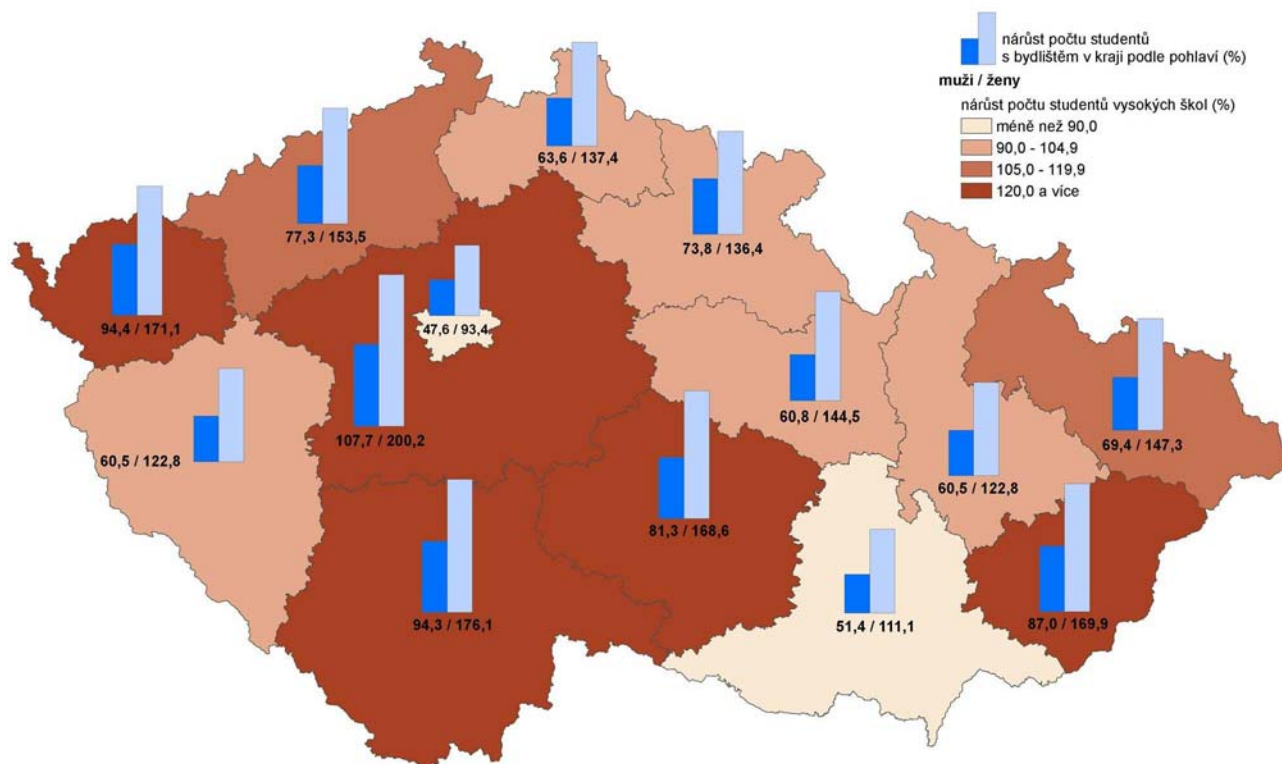 nárůst počtu studentů
s bydlištěm v kraji podle pohlaví (%)
muži / ženy
nárůst počtu studentů vysokých škol (%)
méně než 90,0
90,0 - 104,9
105,0 - 119,9
120,0 a více
63,6 / 137,4
77,3 / 153,5
73,8 / 136,4
94,4 / 171,1
47,6 / 93,4
60,8 / 144,5
107,7 / 200,2
69,4 / 147,3
60,5 / 122,8
60,5 / 122,8
81,3 / 168,6
94,3 / 176,1
51,4 / 111,1
87,0 / 169,9